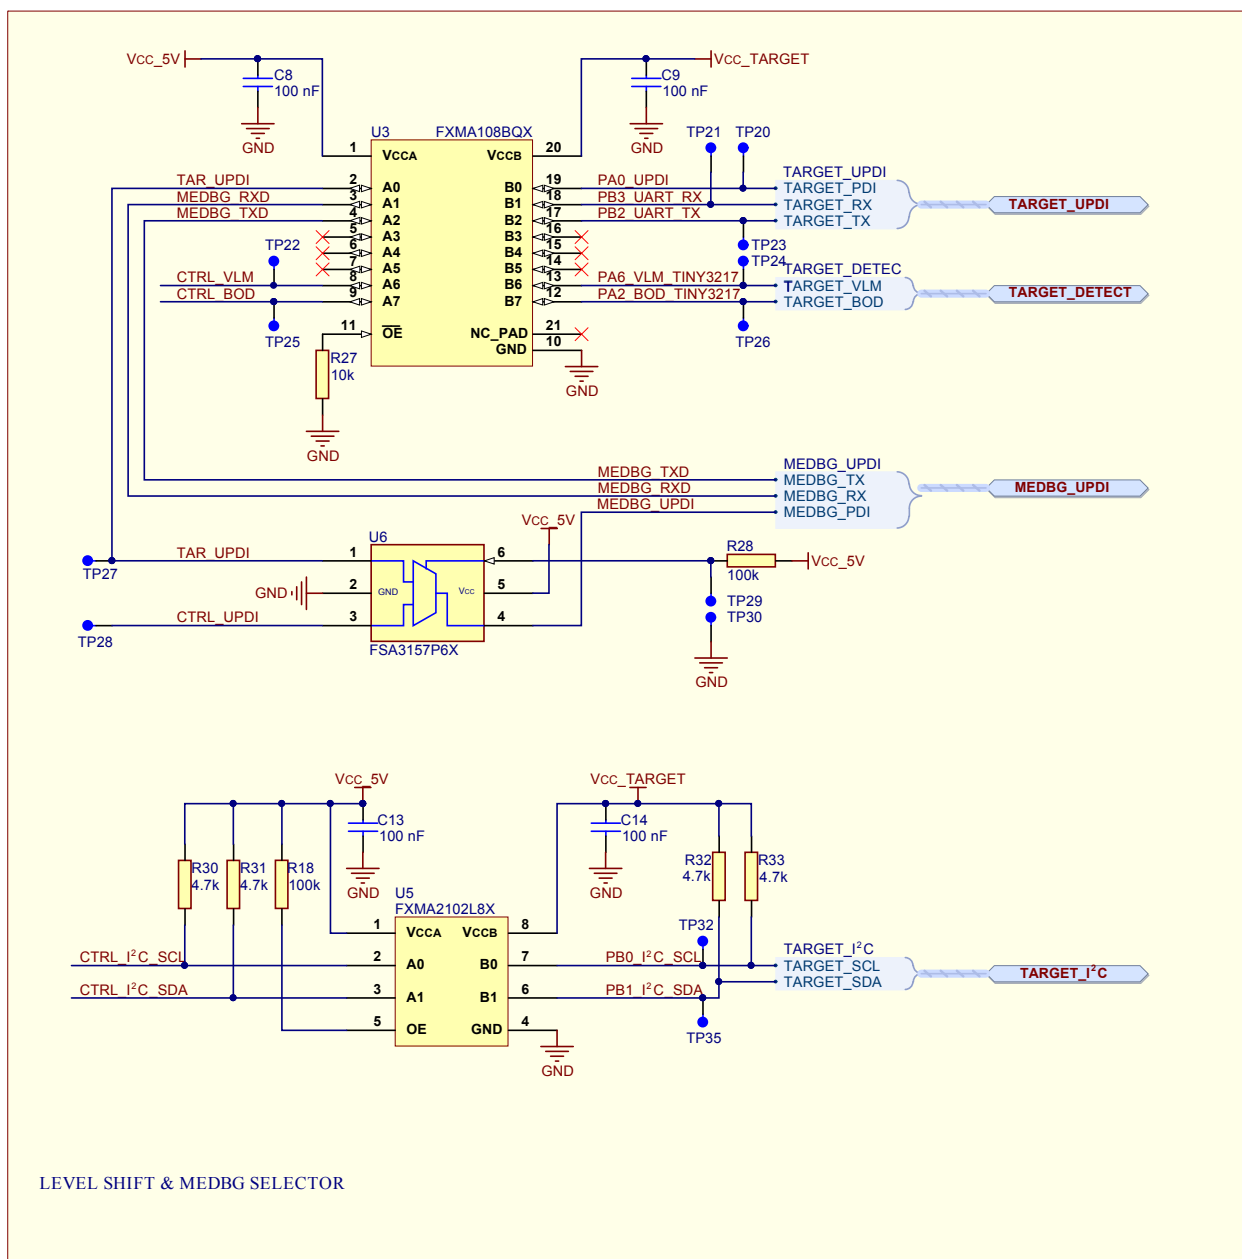 VCC_5V
C8
100 nF
GND
VCC_TARGET
C9
100 nF
GND
U3 FXMA108BQX
TP21 TP20
1 VCCA VCCB 20
TAR_UPDI 2 A0 B0 19 PA0_UPDI
MEDBG_RXD 3 A1 B1 18 PB3_UART_RX
MEDBG_TXD 4 A2 B2 17 PB2_UART_TX
5 A3 B3 16
6 A4 B4 15
7 A5 B5 14
CTRL_VLM 8 A6 B6 13 PA6_VLM_TINY3217
CTRL_BOD 9 A7 B7 12 PA2_BOD_TINY3217
11 OE NC_PAD 21
GND 10
TP22
TP25
R27
10k
GND
GND
TARGET_UPDI
TARGET_PDI
TARGET_RX
TARGET_TX
TARGET_UPDI
TP23
TP24
TARGET_DETEC
TARGET_VLM
TARGET_BOD
TARGET_DETECT
TP26
MEDBG_TXD
MEDBG_RXD
MEDBG_UPDI
MEDBG_UPDI
MEDBG_TX
MEDBG_RX
MEDBG_PDI
MEDBG_UPDI
VCC_5V
U6
TP27
TAR_UPDI 1 6
GND 2 GND VCC 5
CTRL_UPDI 3 4
TP28
FSA3157P6X
R28
100k
VCC_5V
TP29
TP30
GND
VCC_5V
C13
100 nF
GND
R30
4.7k
R31
4.7k
R18
100k
VCC_TARGET
C14
100 nF
GND
R32
4.7k
R33
4.7k
U5
FXMA2102L8X
1 VCCA VCCB 8
CTRL_I²C_SCL 2 A0 B0 7 PB0_I²C_SCL
CTRL_I²C_SDA 3 A1 B1 6 PB1_I²C_SDA
5 OE GND 4
GND
TP32
TP35
TARGET_I²C
TARGET_SCL
TARGET_SDA
TARGET_I²C
LEVEL SHIFT & MEDBG SELECTOR